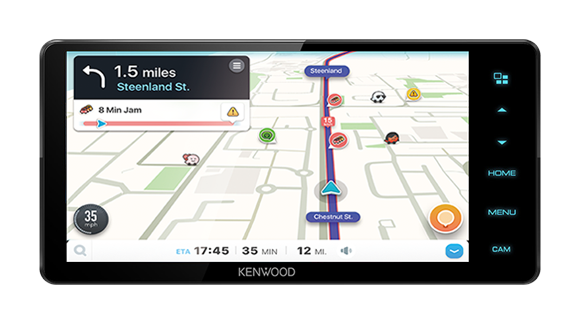 1.5 miles
Steenland St.
8 Min Jam
Steenland
15
Chestnut St.
35
mph
ETA 17:45 35 MIN 12 MI.
HOME
MENU
CAM
KENWOOD